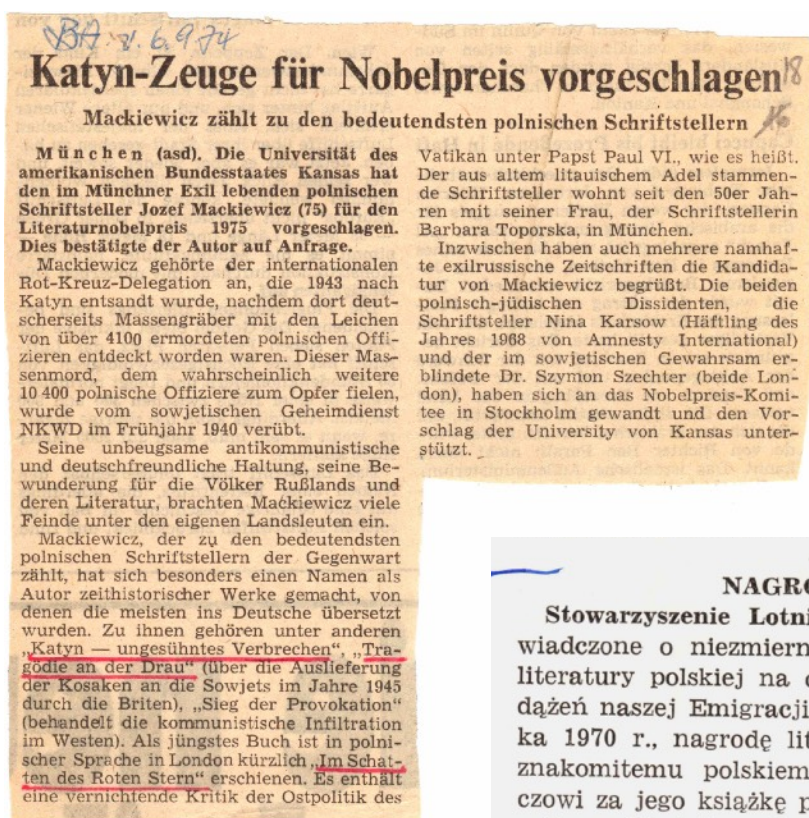 BA. v. 6.9.74
Katyn-Zeuge für Nobelpreis vorgeschlagen
18
Mackiewicz zählt zu den bedeutendsten polnischen Schriftstellern
16
München (asd). Die Universität des
amerikanischen Bundesstaates Kansas hat
den im Münchner Exil lebenden polnischen
Schriftsteller Jozef Mackiewicz (75) für den
Literaturnobelpreis 1975 vorgeschlagen.
Dies bestätigte der Autor auf Anfrage.
Mackiewicz gehörte der internationalen
Rot-Kreuz-Delegation an, die 1943 nach
Katyn entsandt wurde, nachdem dort deut-
scherseits Massengräber mit den Leichen
von über 4100 ermordeten polnischen Offi-
zieren entdeckt worden waren. Dieser Mas-
senmord, dem wahrscheinlich weitere
10 400 polnische Offiziere zum Opfer fielen,
wurde vom sowjetischen Geheimdienst
NKWD im Frühjahr 1940 verübt.
Seine unbeugsame antikommunistische
und deutschfreundliche Haltung, seine Be-
wunderung für die Völker Rußlands und
deren Literatur, brachten Mackiewicz viele
Feinde unter den eigenen Landsleuten ein.
Mackiewicz, der zu den bedeutendsten
polnischen Schriftstellern der Gegenwart
zählt, hat sich besonders einen Namen als
Autor zeithistorischer Werke gemacht, von
denen die meisten ins Deutsche übersetzt
wurden. Zu ihnen gehören unter anderen
„Katyn — ungesühntes Verbrechen“, „Tra-
gödie an der Drau“ (über die Auslieferung
der Kosaken an die Sowjets im Jahre 1945
durch die Briten), „Sieg der Provokation“
(behandelt die kommunistische Infiltration
im Westen). Als jüngstes Buch ist in polni-
scher Sprache in London kürzlich „Im Schat-
ten des Roten Stern“ erschienen. Es enthält
eine vernichtende Kritik der Ostpolitik des
Vatikan unter Papst Paul VI., wie es heißt.
Der aus altem litauischem Adel stammen-
de Schriftsteller wohnt seit den 50er Jah-
ren mit seiner Frau, der Schriftstellerin
Barbara Toporska, in München.
Inzwischen haben auch mehrere namhaf-
te exilrussische Zeitschriften die Kandida-
tur von Mackiewicz begrüßt. Die beiden
polnisch-jüdischen Dissidenten, die
Schriftsteller Nina Karsow (Häftling des
Jahres 1968 von Amnesty International)
und der im sowjetischen Gewahrsam er-
blindete Dr. Szymon Szechter (beide Lon-
don), haben sich an das Nobelpreis-Komi-
tee in Stockholm gewandt und den Vor-
schlag der University von Kansas unter-
stützt.
NAGRO
Stowarzyszenie Lotni
wiadczone o niezmiern
literatury polskiej na
dążeń naszej Emigracji
ka 1970 r., nagrodę lit
znakomitemu polskiem
czowi za jego książkę p